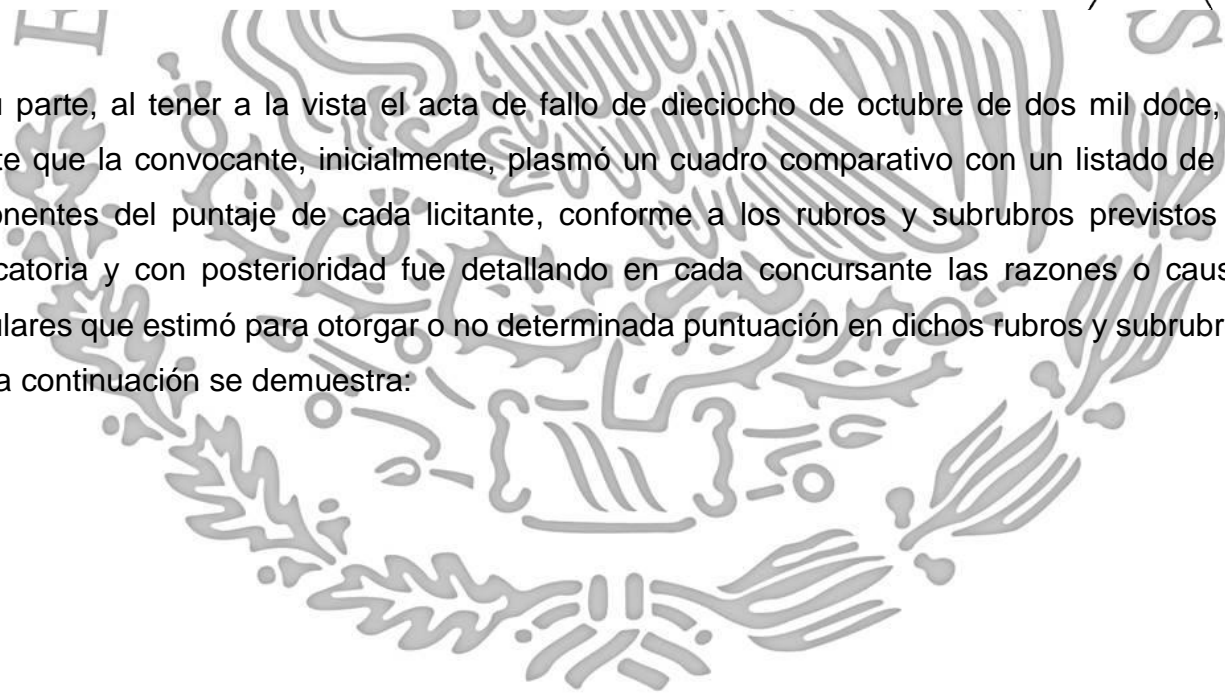 E S
u parte, al tener a la vista el acta de fallo de dieciocho de octubre de dos mil doce,
te que la convocante, inicialmente, plasmó un cuadro comparativo con un listado de
onentes del puntaje de cada licitante, conforme a los rubros y subrubros previstos
catoria y con posterioridad fue detallando en cada concursante las razones o caus
ulares que estimó para otorgar o no determinada puntuación en dichos rubros y subrubr
a continuación se demuestra: